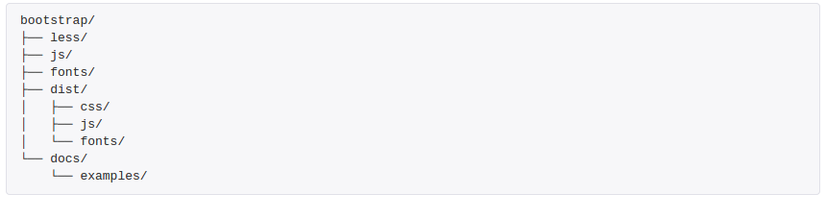 bootstrap/
├── less/
├── js/
├── fonts/
├── dist/
│   ├── css/
│   ├── js/
│   └── fonts/
└── docs/
    └── examples/